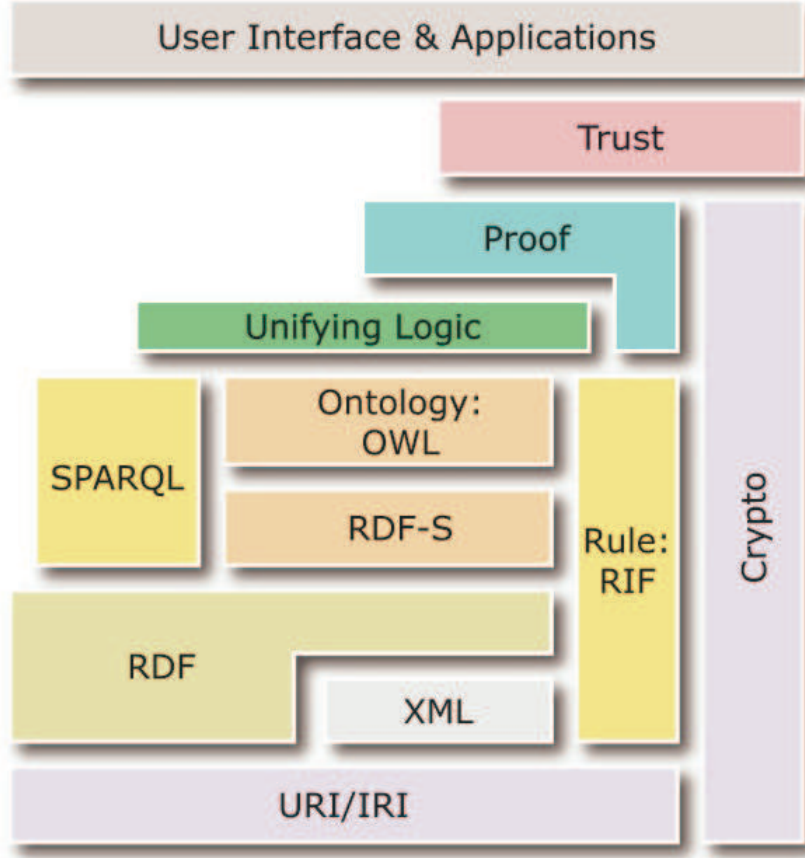 User Interface & Applications
Trust
Proof
Unifying Logic
Ontology:
OWL
SPARQL
RDF-S
Rule:
RIF
Crypto
RDF
XML
URI/IRI